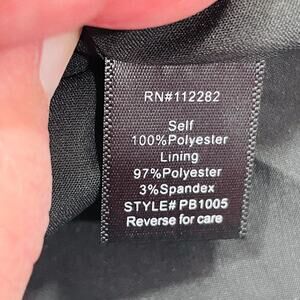 RN#112282
Self
100%Polyester
Lining
97%Polyester
3%Spandex
STYLE# PB1005
Reverse for care